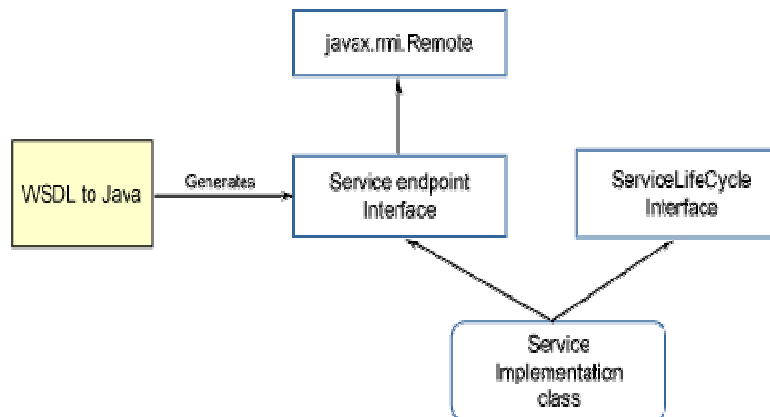 javax.rmi.Remote
WSDL to Java
Generates
Service endpoint
Interface
ServiceLifeCycle
Interface
Service
Implementation
class